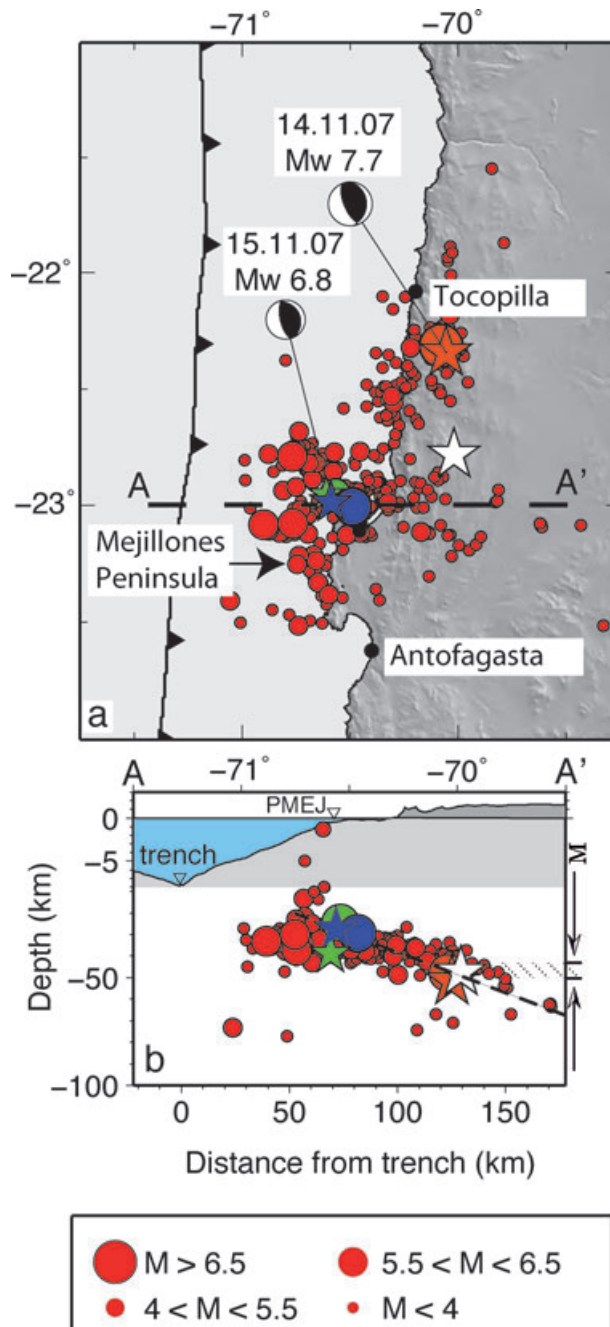 −71° −70°
14.11.07
Mw 7.7
15.11.07
Mw 6.8
−22°
Tocopilla
A A'
−23°
Mejillones
Peninsula
Antofagasta
a
A −71° −70° A'
PMEJ
0
trench
−5
M
Depth (km)
−50
b
−100
0 50 100 150
Distance from trench (km)
M > 6.5 5.5 < M < 6.5
4 < M < 5.5 M < 4